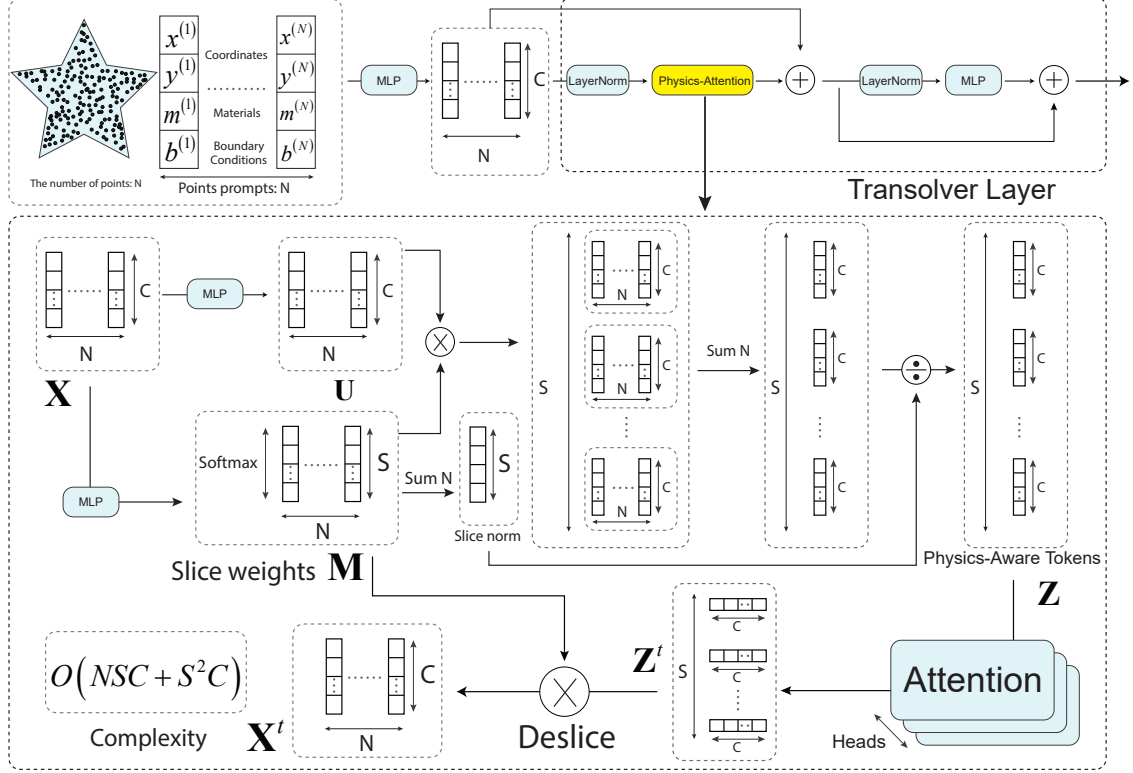 x^(1)
y^(1)
m^(1)
b^(1)
Coordinates
........
Materials
Boundary
Conditions
x^(N)
y^(N)
m^(N)
b^(N)
The number of points: N
Points prompts: N
MLP
C
N
LayerNorm
Physics-Attention
+
LayerNorm
MLP
+
Transolver Layer
C
N
X
MLP
C
N
U
×
MLP
Softmax
S
N
Slice weights M
Sum N
S
Slice norm
S
C
N
C
N
C
N
Sum N
S
C
C
C
÷
S
C
C
C
Physics-Aware Tokens
Z
Attention
Heads
S
C
C
C
Z^t
×
Deslice
C
N
X^t
O(NSC + S²C)
Complexity